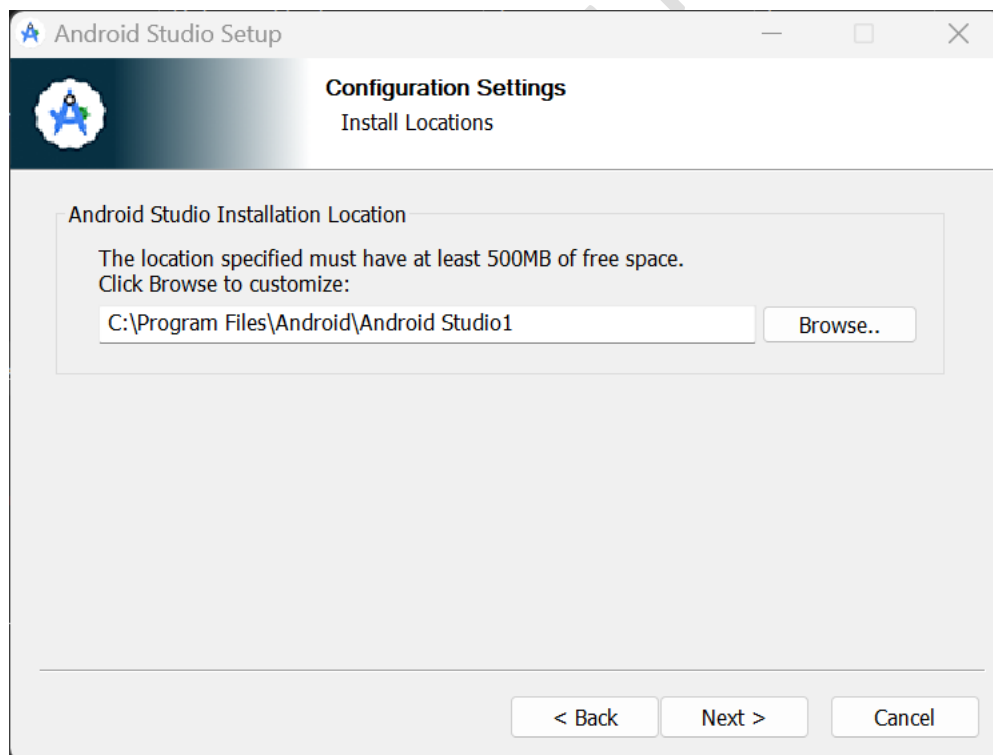 Android Studio Setup
Configuration Settings
Install Locations
Android Studio Installation Location
The location specified must have at least 500MB of free space.
Click Browse to customize:
C:\Program Files\Android\Android Studio1
Browse..
< Back
Next >
Cancel